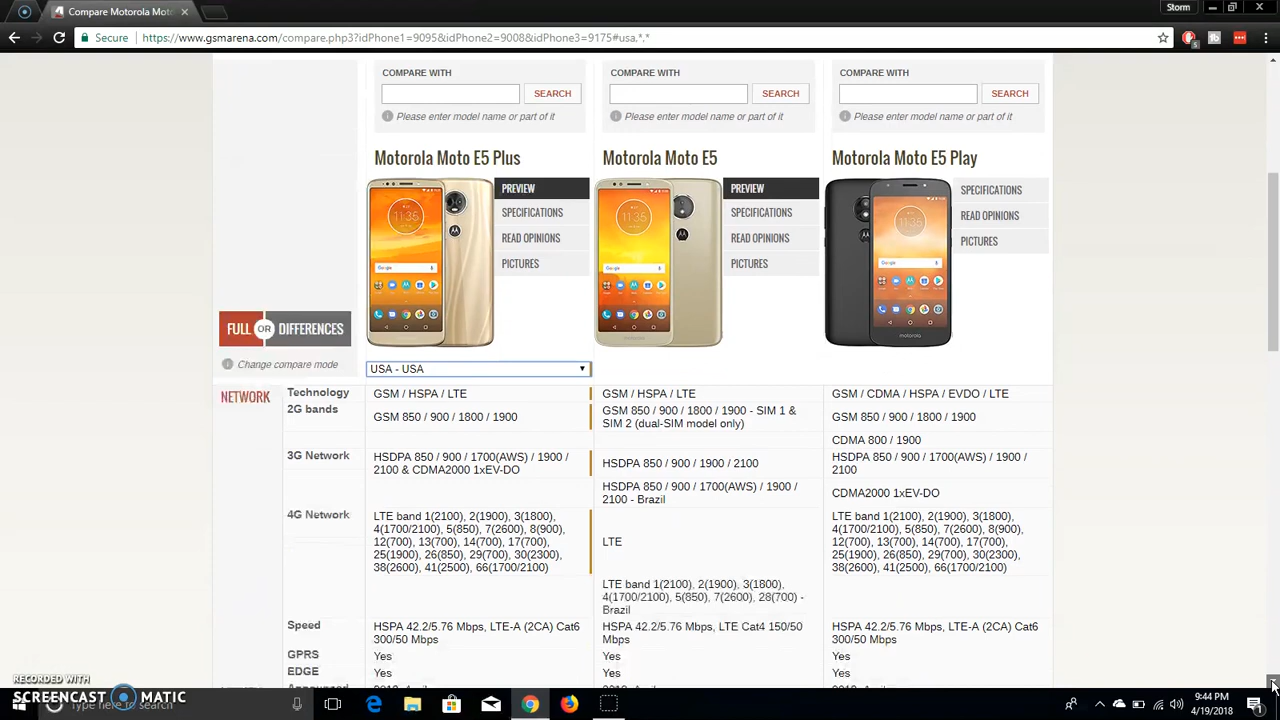 Compare Motorola Mot
Storm
Secure
https://www.gsmarena.com/compare.php3?idPhone1=9095&idPhone2=9008&idPhone3=9175#usa,*,*
COMPARE WITH
COMPARE WITH
COMPARE WITH
SEARCH
SEARCH
SEARCH
Please enter model name or part of it
Please enter model name or part of it
Please enter model name or part of it
Motorola Moto E5 Plus
Motorola Moto E5
Motorola Moto E5 Play
PREVIEW
SPECIFICATIONS
READ OPINIONS
PICTURES
PREVIEW
SPECIFICATIONS
READ OPINIONS
PICTURES
SPECIFICATIONS
READ OPINIONS
PICTURES
FULL OR DIFFERENCES
Change compare mode
USA - USA
NETWORK
Technology
GSM / HSPA / LTE
GSM / HSPA / LTE
GSM / CDMA / HSPA / EVDO / LTE
2G bands
GSM 850 / 900 / 1800 / 1900
GSM 850 / 900 / 1800 / 1900 - SIM 1 &
SIM 2 (dual-SIM model only)
GSM 850 / 900 / 1800 / 1900
CDMA 800 / 1900
3G Network
HSDPA 850 / 900 / 1700(AWS) / 1900 /
2100 & CDMA2000 1xEV-DO
HSDPA 850 / 900 / 1900 / 2100
HSDPA 850 / 900 / 1700(AWS) / 1900 /
2100 - Brazil
HSDPA 850 / 900 / 1700(AWS) / 1900 /
2100
CDMA2000 1xEV-DO
4G Network
LTE band 1(2100), 2(1900), 3(1800),
4(1700/2100), 5(850), 7(2600), 8(900),
12(700), 13(700), 14(700), 17(700),
25(1900), 26(850), 29(700), 30(2300),
38(2600), 41(2500), 66(1700/2100)
LTE
LTE band 1(2100), 2(1900), 3(1800),
4(1700/2100), 5(850), 7(2600), 28(700) -
Brazil
LTE band 1(2100), 2(1900), 3(1800),
4(1700/2100), 5(850), 7(2600), 8(900),
12(700), 13(700), 14(700), 17(700),
25(1900), 26(850), 29(700), 30(2300),
38(2600), 41(2500), 66(1700/2100)
Speed
HSPA 42.2/5.76 Mbps, LTE-A (2CA) Cat6
300/50 Mbps
HSPA 42.2/5.76 Mbps, LTE Cat4 150/50
Mbps
HSPA 42.2/5.76 Mbps, LTE-A (2CA) Cat6
300/50 Mbps
GPRS
Yes
Yes
Yes
EDGE
Yes
Yes
Yes
RECORDED WITH
SCREENCAST MATIC
9:44 PM
4/19/2018